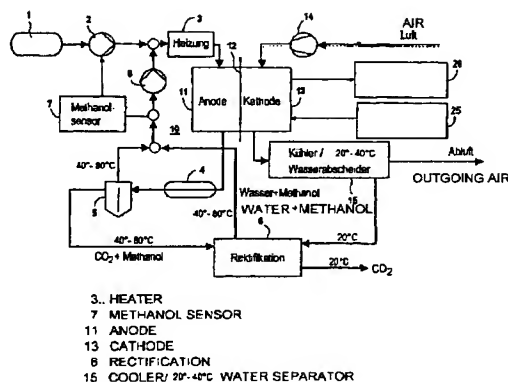 1
2
3
14
AIR
Luft
Heizung
12
8
26
11
Anode
Kathode
13
7
Methanol-
sensor
25
10
Kühler/ 20°-40°C
Wasserabscheider
Abluft
OUTGOING AIR
40°-80°C
4
15
Wasser+Methanol
WATER+METHANOL
5
40°-80°C
6
20°C
40°-80°C
CO₂+Methanol
Rektifikation
20°C
CO₂
3.. HEATER
7 METHANOL SENSOR
11 ANODE
13 CATHODE
6 RECTIFICATION
15 COOLER/ 20°-40°C WATER SEPARATOR